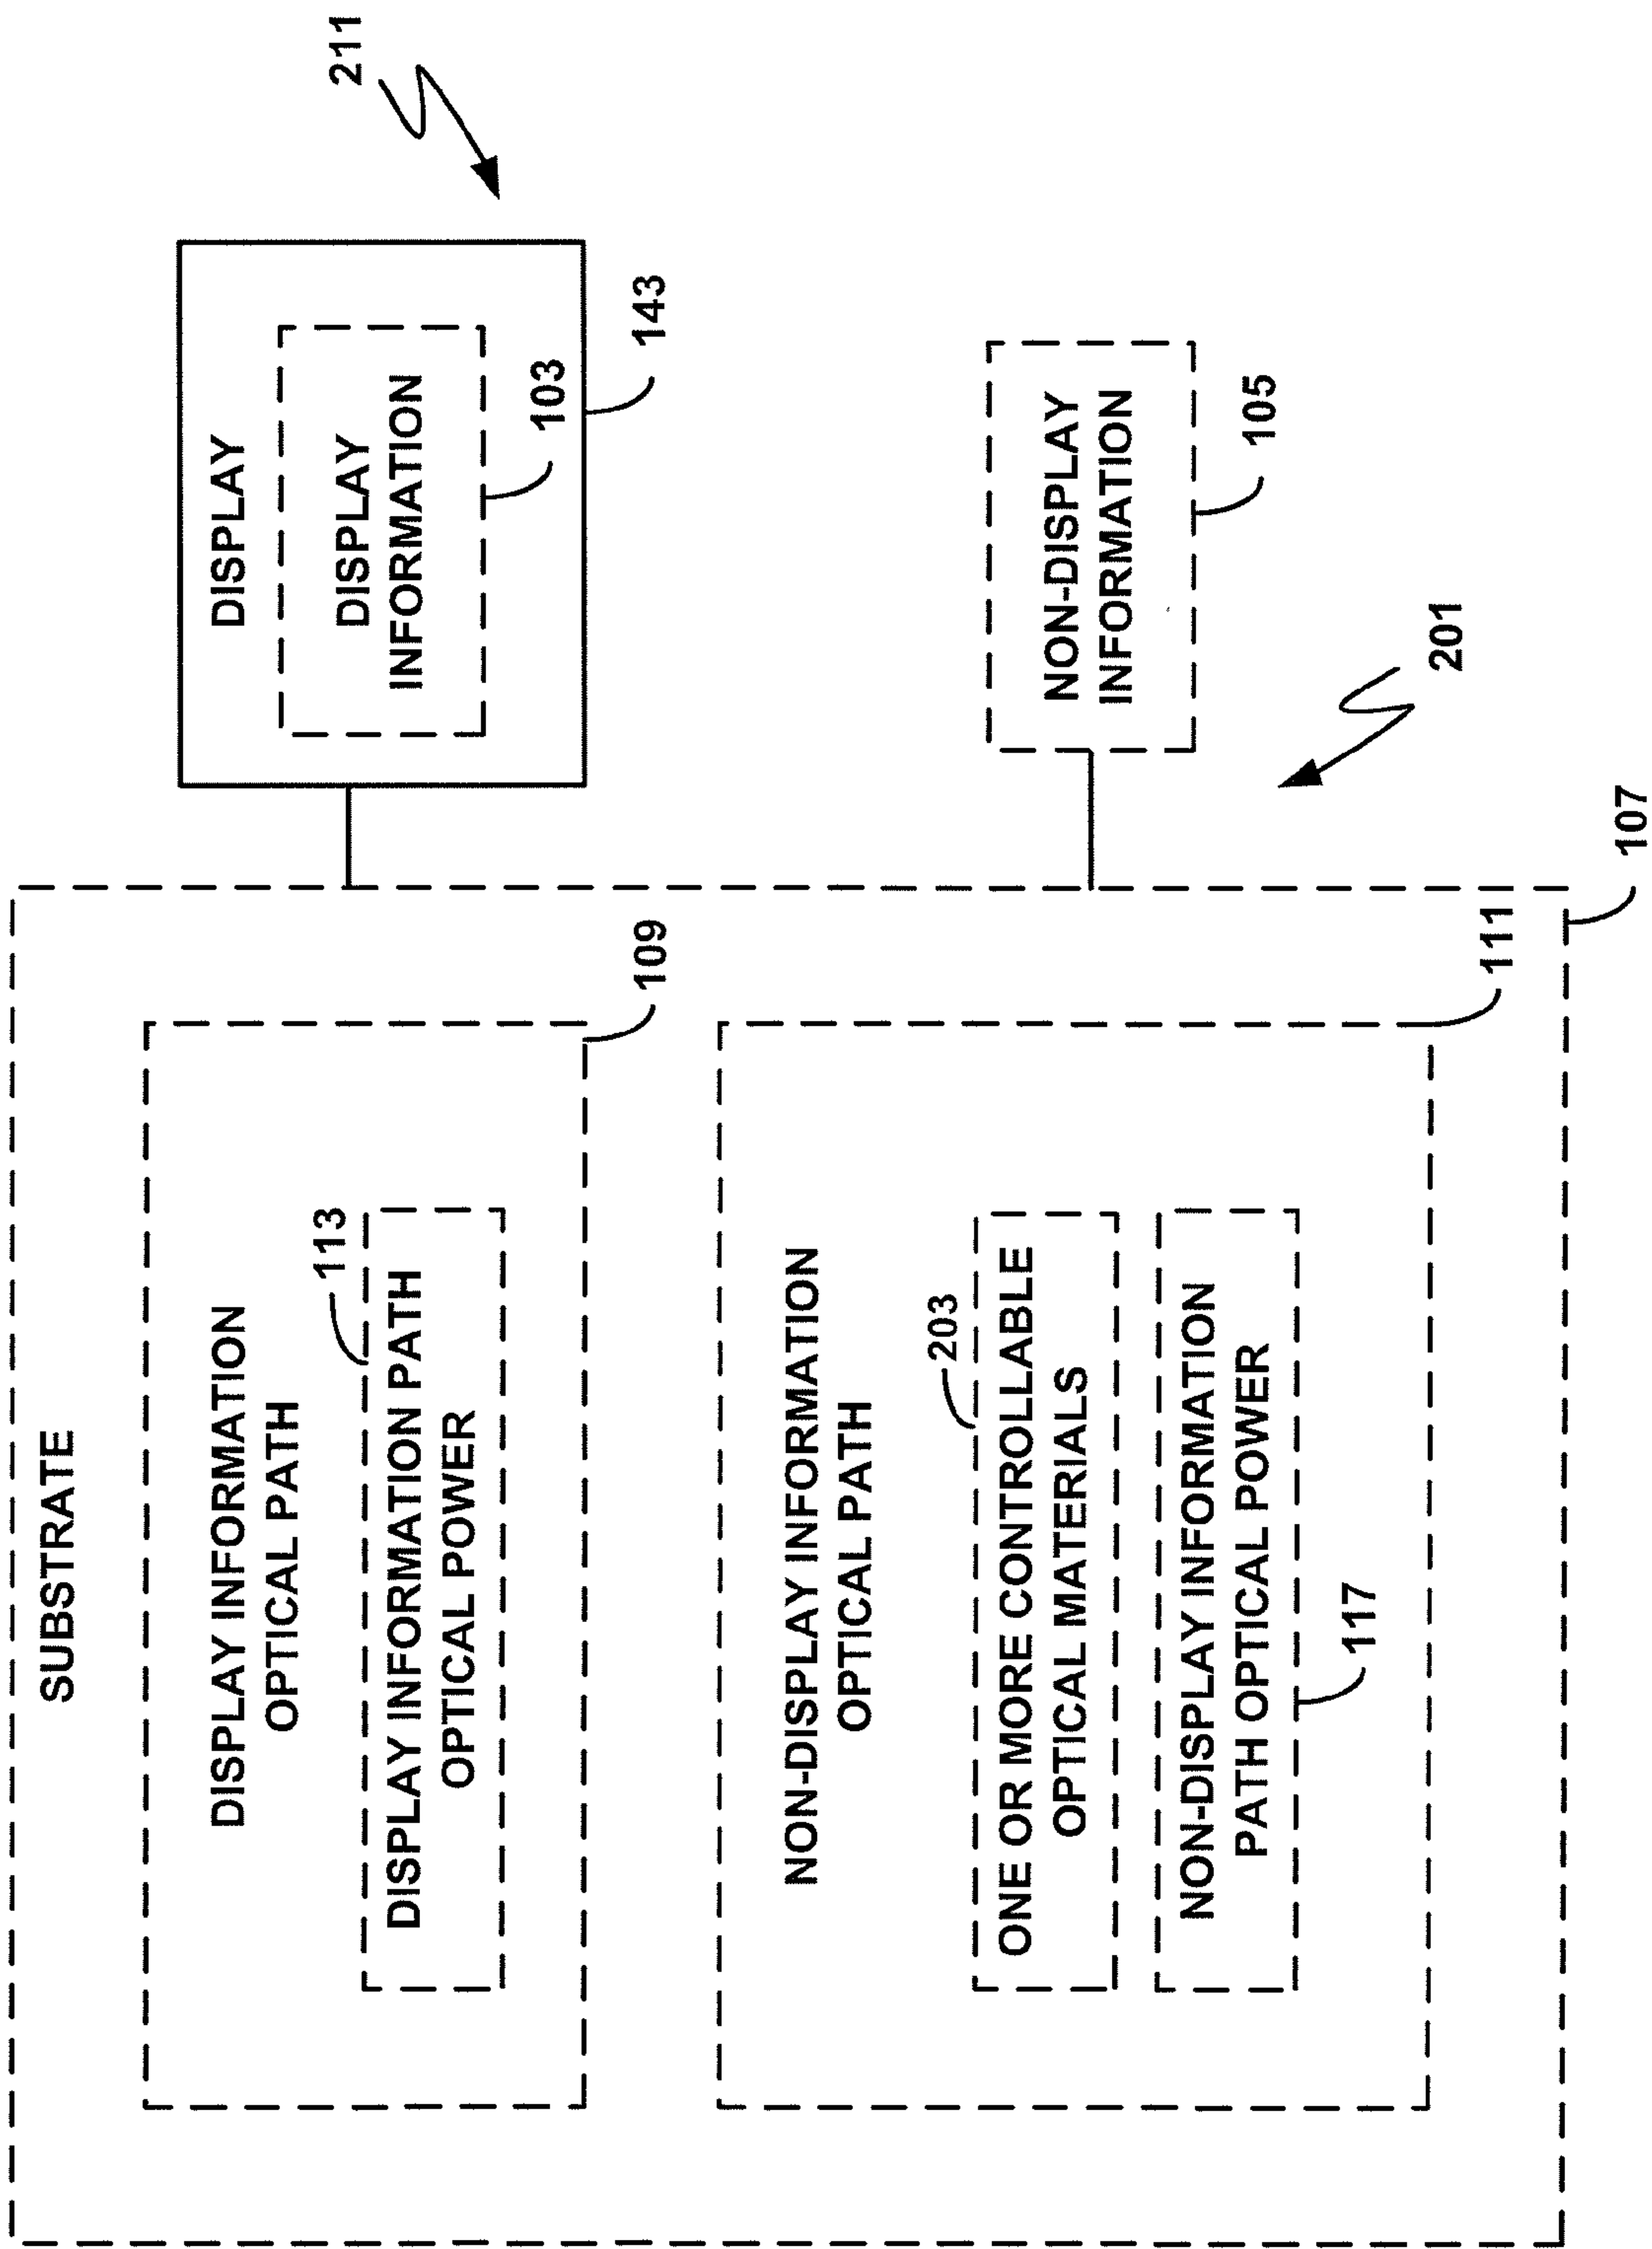 SUBSTRATE
DISPLAY INFORMATION
OPTICAL PATH
113
DISPLAY INFORMATION PATH
OPTICAL POWER
109
NON-DISPLAY INFORMATION
OPTICAL PATH
203
ONE OR MORE CONTROLLABLE
OPTICAL MATERIALS
NON-DISPLAY INFORMATION
PATH OPTICAL POWER
117
111
107
DISPLAY
DISPLAY
INFORMATION
103
143
211
NON-DISPLAY
INFORMATION
105
201